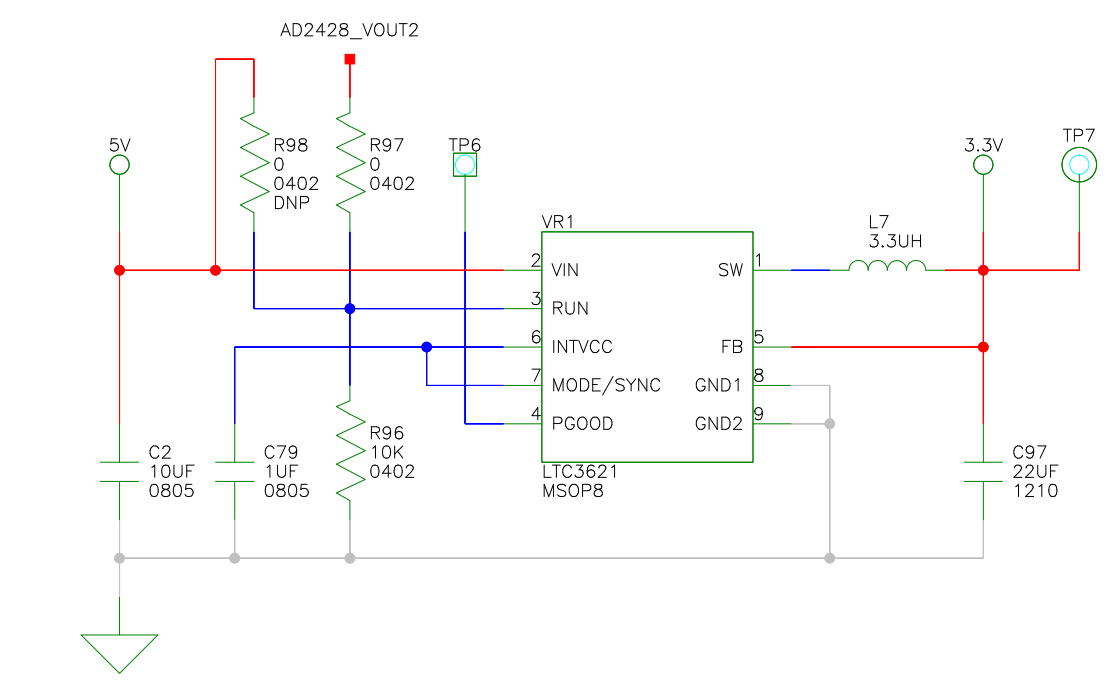 AD2428_VOUT2
5V
R98
0
0402
DNP
R97
0
0402
TP6
3.3V
TP7
VR1
L7
3.3UH
2
VIN
SW
1
3
RUN
6
INTVCC
FB
5
7
MODE/SYNC
GND1
8
4
PGOOD
GND2
9
LTC3621
MSOP8
C2
10UF
0805
C79
1UF
0805
R96
10K
0402
C97
22UF
1210